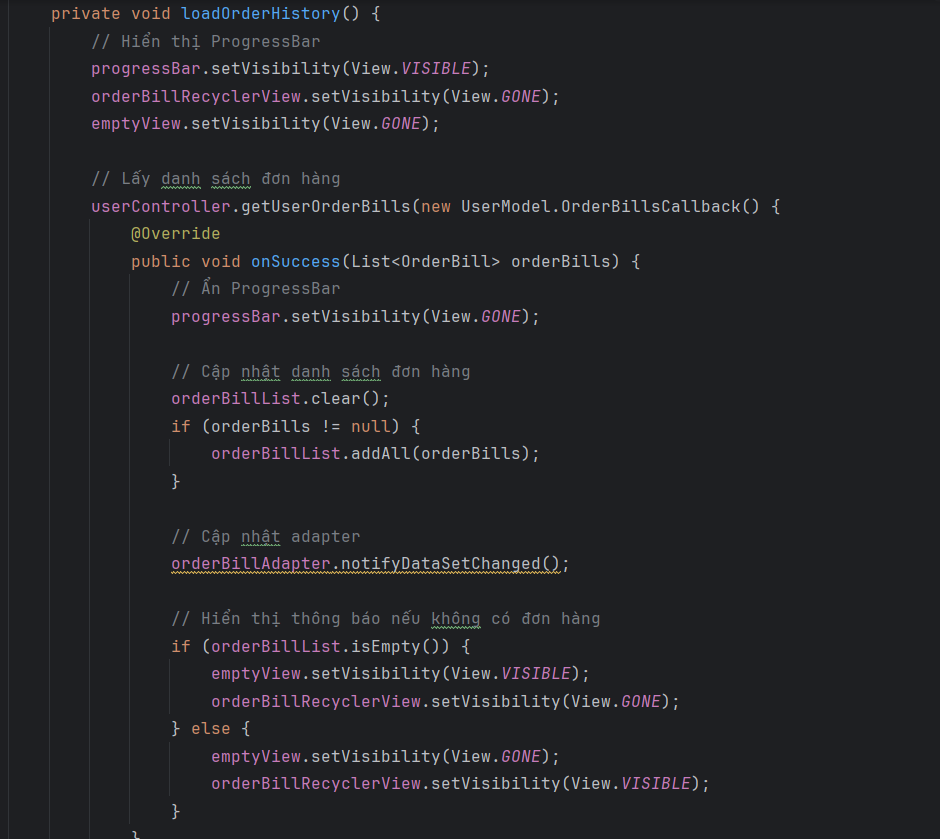 private void loadOrderHistory() {
// Hiển thị ProgressBar
progressBar.setVisibility(View.VISIBLE);
orderBillRecyclerView.setVisibility(View.GONE);
emptyView.setVisibility(View.GONE);
// Lấy danh sách đơn hàng
userController.getUserOrderBills(new UserModel.OrderBillsCallback() {
@Override
public void onSuccess(List<OrderBill> orderBills) {
// Ẩn ProgressBar
progressBar.setVisibility(View.GONE);
// Cập nhật danh sách đơn hàng
orderBillList.clear();
if (orderBills != null) {
orderBillList.addAll(orderBills);
}
// Cập nhật adapter
orderBillAdapter.notifyDataSetChanged();
// Hiển thị thông báo nếu không có đơn hàng
if (orderBillList.isEmpty()) {
emptyView.setVisibility(View.VISIBLE);
orderBillRecyclerView.setVisibility(View.GONE);
} else {
emptyView.setVisibility(View.GONE);
orderBillRecyclerView.setVisibility(View.VISIBLE);
}
}